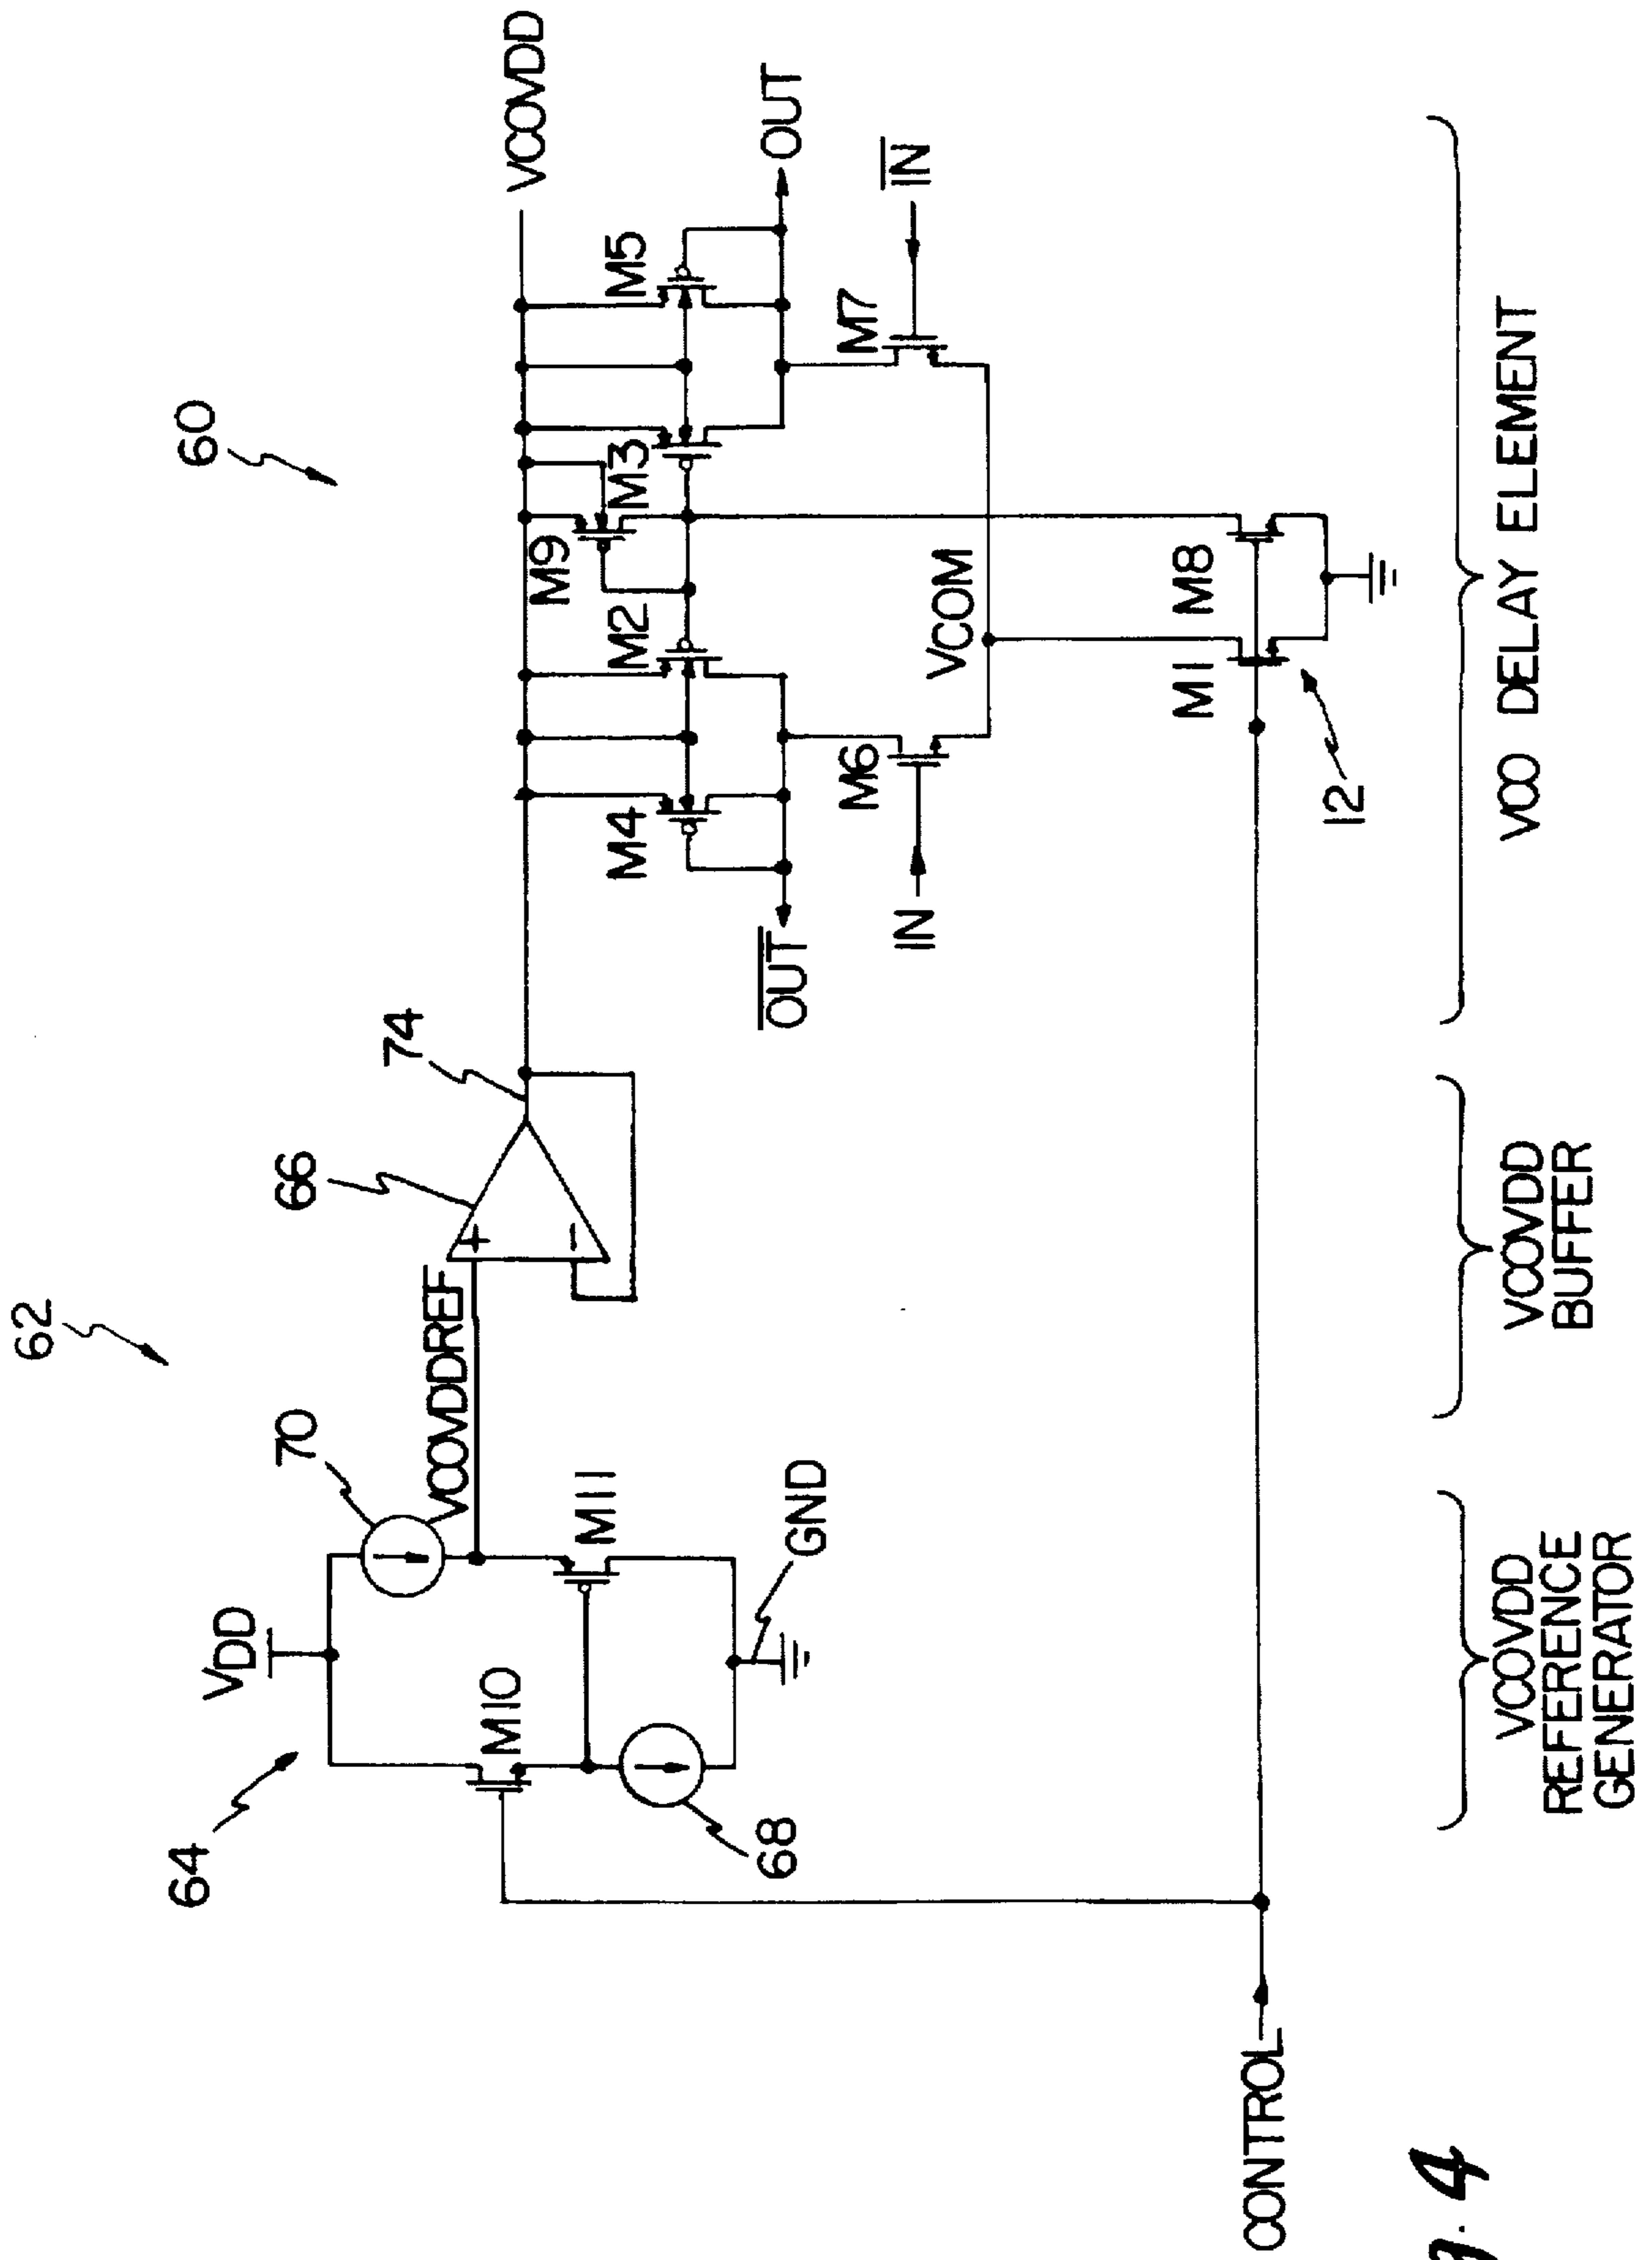 60
62
VCOVDD
74
66
70
64
VDD
VCOVDDREF
M9
M5
M3
M2
M4
M10
M11
OUT
OUT
IN
M7
M6
IN
VCOM
68
GND
M1
M8
12
CONTROL
VCOVDD
REFERENCE
GENERATOR
VCOVDD
BUFFER
VCO DELAY ELEMENT
4